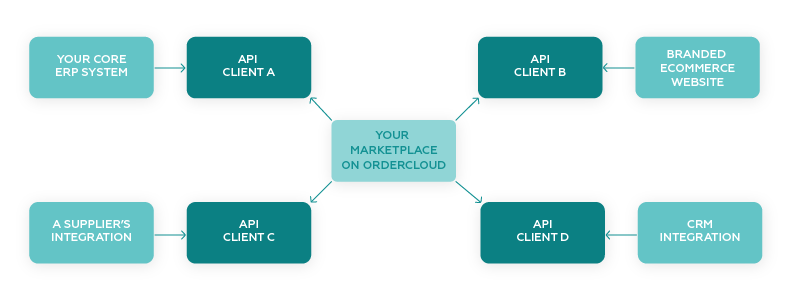 YOUR CORE
ERP SYSTEM
API
CLIENT A
API
CLIENT B
BRANDED
ECOMMERCE
WEBSITE
YOUR
MARKETPLACE
ON ORDERCLOUD
A SUPPLIER'S
INTEGRATION
API
CLIENT C
API
CLIENT D
CRM
INTEGRATION